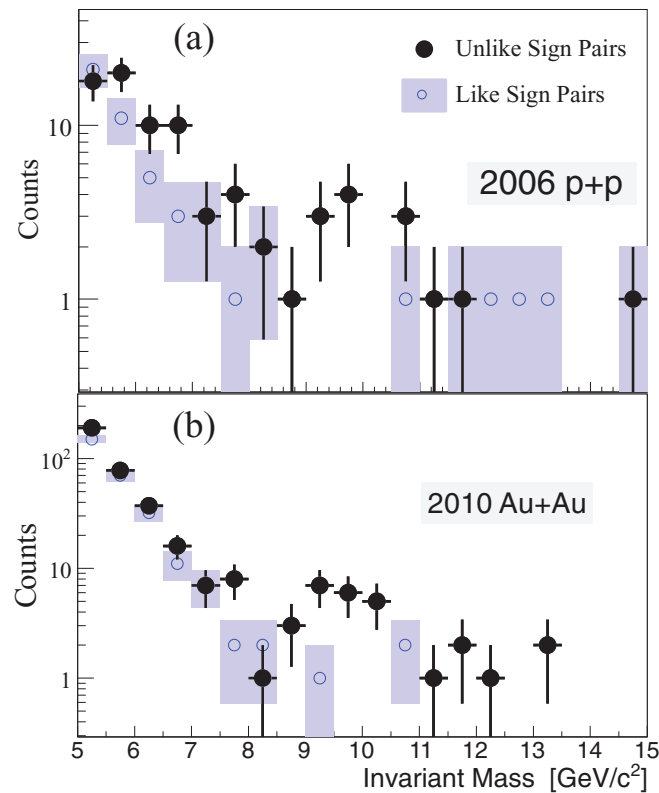 (a)
Unlike Sign Pairs
Like Sign Pairs
2006 p+p
Counts
10
1
(b)
2010 Au+Au
Counts
10²
10
1
5 6 7 8 9 10 11 12 13 14 15
Invariant Mass [GeV/c²]